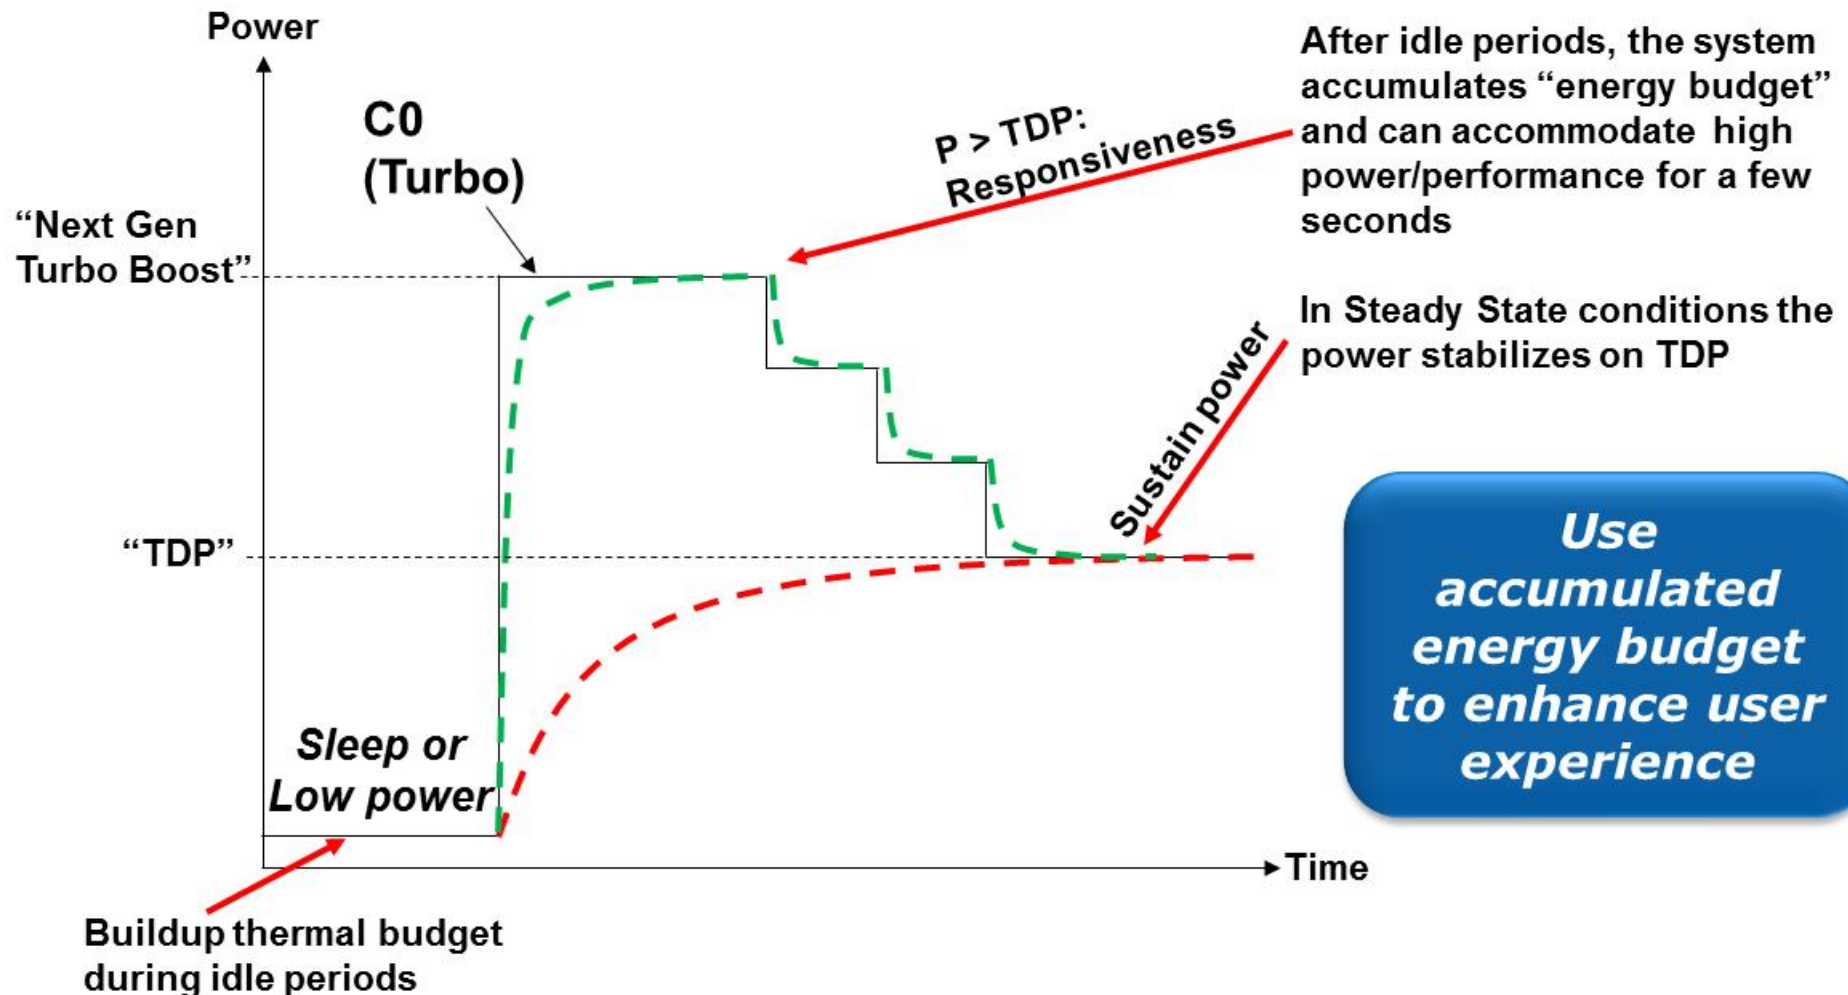 Power
C0
(Turbo)
P > TDP:
Responsiveness
After idle periods, the system
accumulates “energy budget”
and can accommodate high
power/performance for a few
seconds
“Next Gen
Turbo Boost”
In Steady State conditions the
power stabilizes on TDP
Sustain power
“TDP”
Use
accumulated
energy budget
to enhance user
experience
Sleep or
Low power
Time
Buildup thermal budget
during idle periods